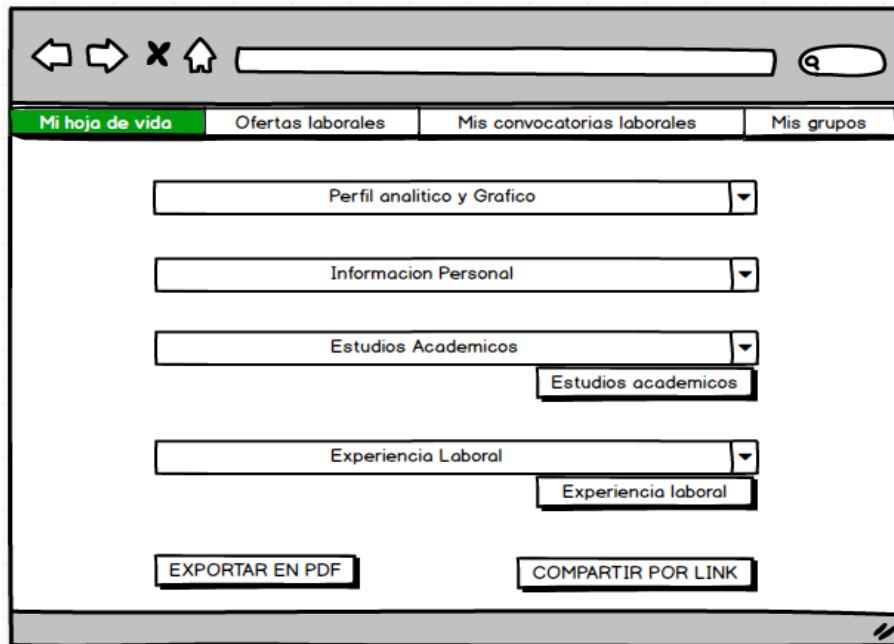 Mi hoja de vida
Ofertas laborales
Mis convocatorias laborales
Mis grupos
Perfil analitico y Grafico
Informacion Personal
Estudios Academicos
Estudios academicos
Experiencia Laboral
Experiencia laboral
EXPORTAR EN PDF
COMPARTIR POR LINK